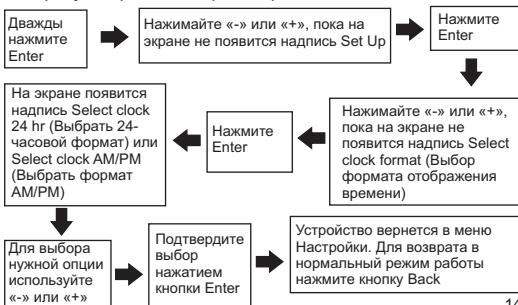 Дважды
нажмите
Enter
Нажимайте «-» или «+», пока на
экране не появится надпись Set Up
Нажмите
Enter
Нажимайте «-» или «+»,
пока на экране не
появится надпись Select
clock format (Выбор
формата отображения
времени)
Нажмите
Enter
На экране появится
надпись Select clock
24 hr (Выбрать 24-
часовой формат) или
Select clock AM/PM
(Выбрать формат
AM/PM)
Для выбора
нужной опции
используйте
«-» или «+»
Подтвердите
выбор
нажатием
кнопки Enter
Устройство вернется в меню
Настройки. Для возврата в
нормальный режим работы
нажмите кнопку Back